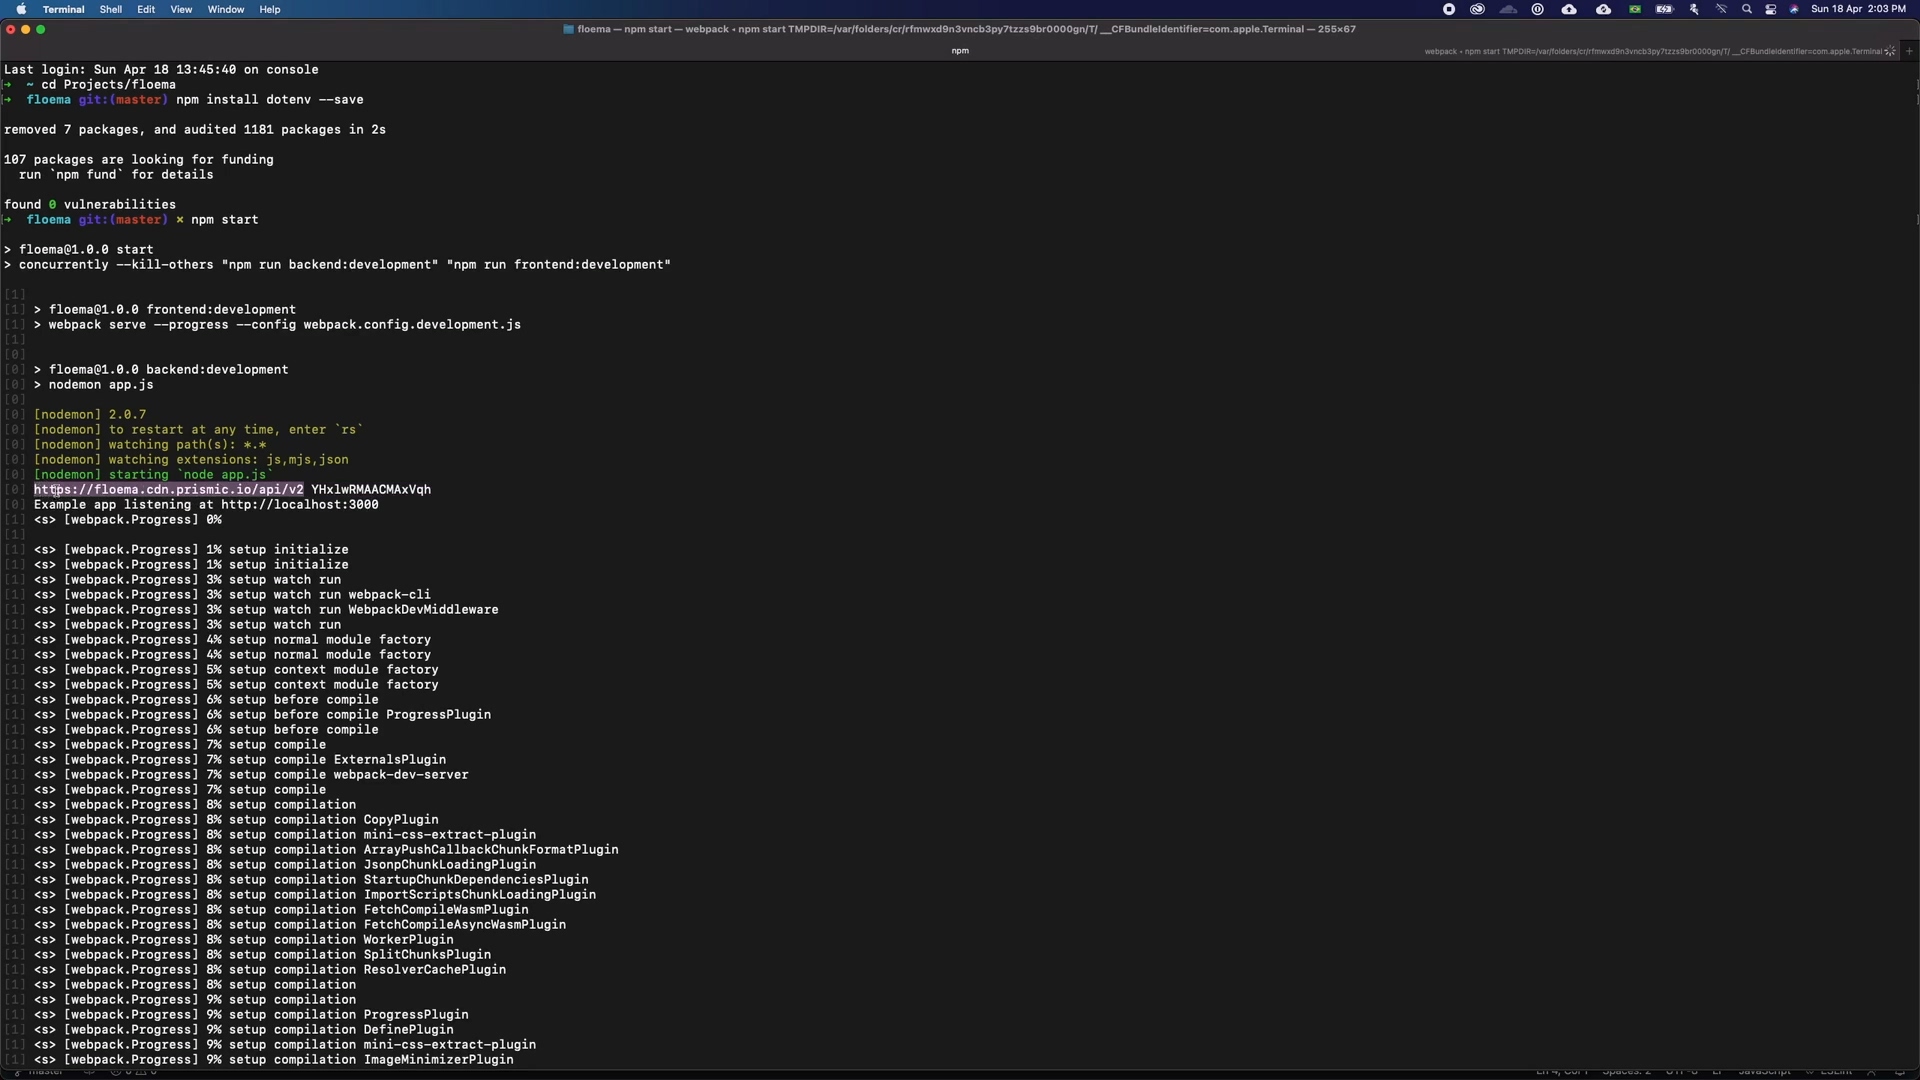 Terminal Shell Edit View Window Help
Sun 18 Apr 2:03 PM
floema — npm start — webpack • npm start TMPDIR=/var/folders/cr/rfmwxd9n3vncb3py7tzzs9br0000gn/T/ __CFBundleIdentifier=com.apple.Terminal — 255×67
npm
webpack • npm start TMPDIR=/var/folders/cr/rfmwxd9n3vncb3py7tzzs9br0000gn/T/ __CFBundleIdentifier=com.apple.Terminal
Last login: Sun Apr 18 13:45:40 on console
→ ~ cd Projects/floema
→ floema git:(master) npm install dotenv --save
removed 7 packages, and audited 1181 packages in 2s
107 packages are looking for funding
run `npm fund` for details
found 0 vulnerabilities
→ floema git:(master) × npm start
> floema@1.0.0 start
> concurrently --kill-others "npm run backend:development" "npm run frontend:development"
[1]
[1] > floema@1.0.0 frontend:development
[1] > webpack serve --progress --config webpack.config.development.js
[1]
[0]
[0] > floema@1.0.0 backend:development
[0] > nodemon app.js
[0]
[0] [nodemon] 2.0.7
[0] [nodemon] to restart at any time, enter `rs`
[0] [nodemon] watching path(s): *.*
[0] [nodemon] watching extensions: js,mjs,json
[0] [nodemon] starting `node app.js`
[0] https://floema.cdn.prismic.io/api/v2 YHxlwRMAACMAxVqh
[0] Example app listening at http://localhost:3000
[1] <s> [webpack.Progress] 0%
[1]
[1] <s> [webpack.Progress] 1% setup initialize
[1] <s> [webpack.Progress] 1% setup initialize
[1] <s> [webpack.Progress] 3% setup watch run
[1] <s> [webpack.Progress] 3% setup watch run webpack-cli
[1] <s> [webpack.Progress] 3% setup watch run WebpackDevMiddleware
[1] <s> [webpack.Progress] 3% setup watch run
[1] <s> [webpack.Progress] 4% setup normal module factory
[1] <s> [webpack.Progress] 4% setup normal module factory
[1] <s> [webpack.Progress] 5% setup context module factory
[1] <s> [webpack.Progress] 5% setup context module factory
[1] <s> [webpack.Progress] 6% setup before compile
[1] <s> [webpack.Progress] 6% setup before compile ProgressPlugin
[1] <s> [webpack.Progress] 6% setup before compile
[1] <s> [webpack.Progress] 7% setup compile
[1] <s> [webpack.Progress] 7% setup compile ExternalsPlugin
[1] <s> [webpack.Progress] 7% setup compile webpack-dev-server
[1] <s> [webpack.Progress] 7% setup compile
[1] <s> [webpack.Progress] 8% setup compilation
[1] <s> [webpack.Progress] 8% setup compilation CopyPlugin
[1] <s> [webpack.Progress] 8% setup compilation mini-css-extract-plugin
[1] <s> [webpack.Progress] 8% setup compilation ArrayPushCallbackChunkFormatPlugin
[1] <s> [webpack.Progress] 8% setup compilation JsonpChunkLoadingPlugin
[1] <s> [webpack.Progress] 8% setup compilation StartupChunkDependenciesPlugin
[1] <s> [webpack.Progress] 8% setup compilation ImportScriptsChunkLoadingPlugin
[1] <s> [webpack.Progress] 8% setup compilation FetchCompileWasmPlugin
[1] <s> [webpack.Progress] 8% setup compilation FetchCompileAsyncWasmPlugin
[1] <s> [webpack.Progress] 8% setup compilation WorkerPlugin
[1] <s> [webpack.Progress] 8% setup compilation SplitChunksPlugin
[1] <s> [webpack.Progress] 8% setup compilation ResolverCachePlugin
[1] <s> [webpack.Progress] 8% setup compilation
[1] <s> [webpack.Progress] 9% setup compilation
[1] <s> [webpack.Progress] 9% setup compilation ProgressPlugin
[1] <s> [webpack.Progress] 9% setup compilation DefinePlugin
[1] <s> [webpack.Progress] 9% setup compilation mini-css-extract-plugin
[1] <s> [webpack.Progress] 9% setup compilation ImageMinimizerPlugin